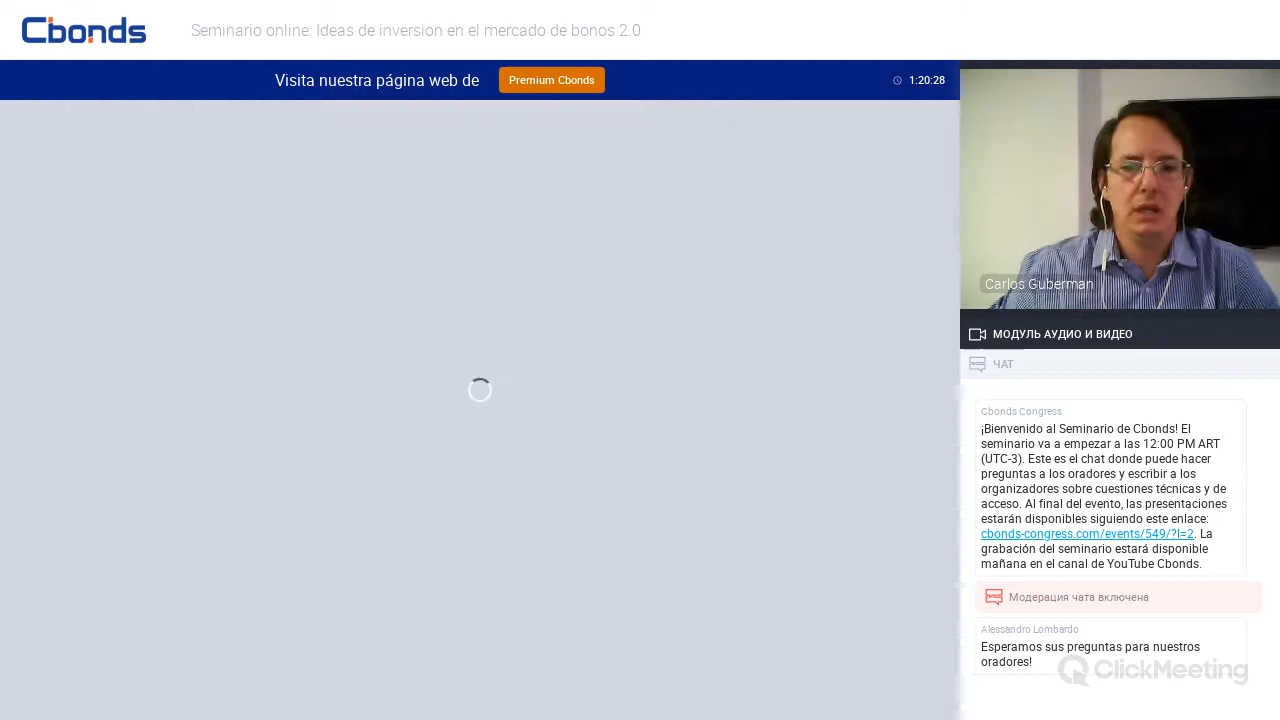 Cbonds
Seminario online: Ideas de inversion en el mercado de bonos 2.0
Visita nuestra página web de
Premium Cbonds
1:20:28
Carlos Guberman
МОДУЛЬ АУДИО И ВИДЕО
ЧАТ
Cbonds Congress
¡Bienvenido al Seminario de Cbonds! El
seminario va a empezar a las 12:00 PM ART
(UTC-3). Este es el chat donde puede hacer
preguntas a los oradores y escribir a los
organizadores sobre cuestiones técnicas y de
acceso. Al final del evento, las presentaciones
estarán disponibles siguiendo este enlace:
cbonds-congress.com/events/549/?l=2. La
grabación del seminario estará disponible
mañana en el canal de YouTube Cbonds.
Модерация чата включена
Alessandro Lombardo
Esperamos sus preguntas para nuestros
oradores!
ClickMeeting